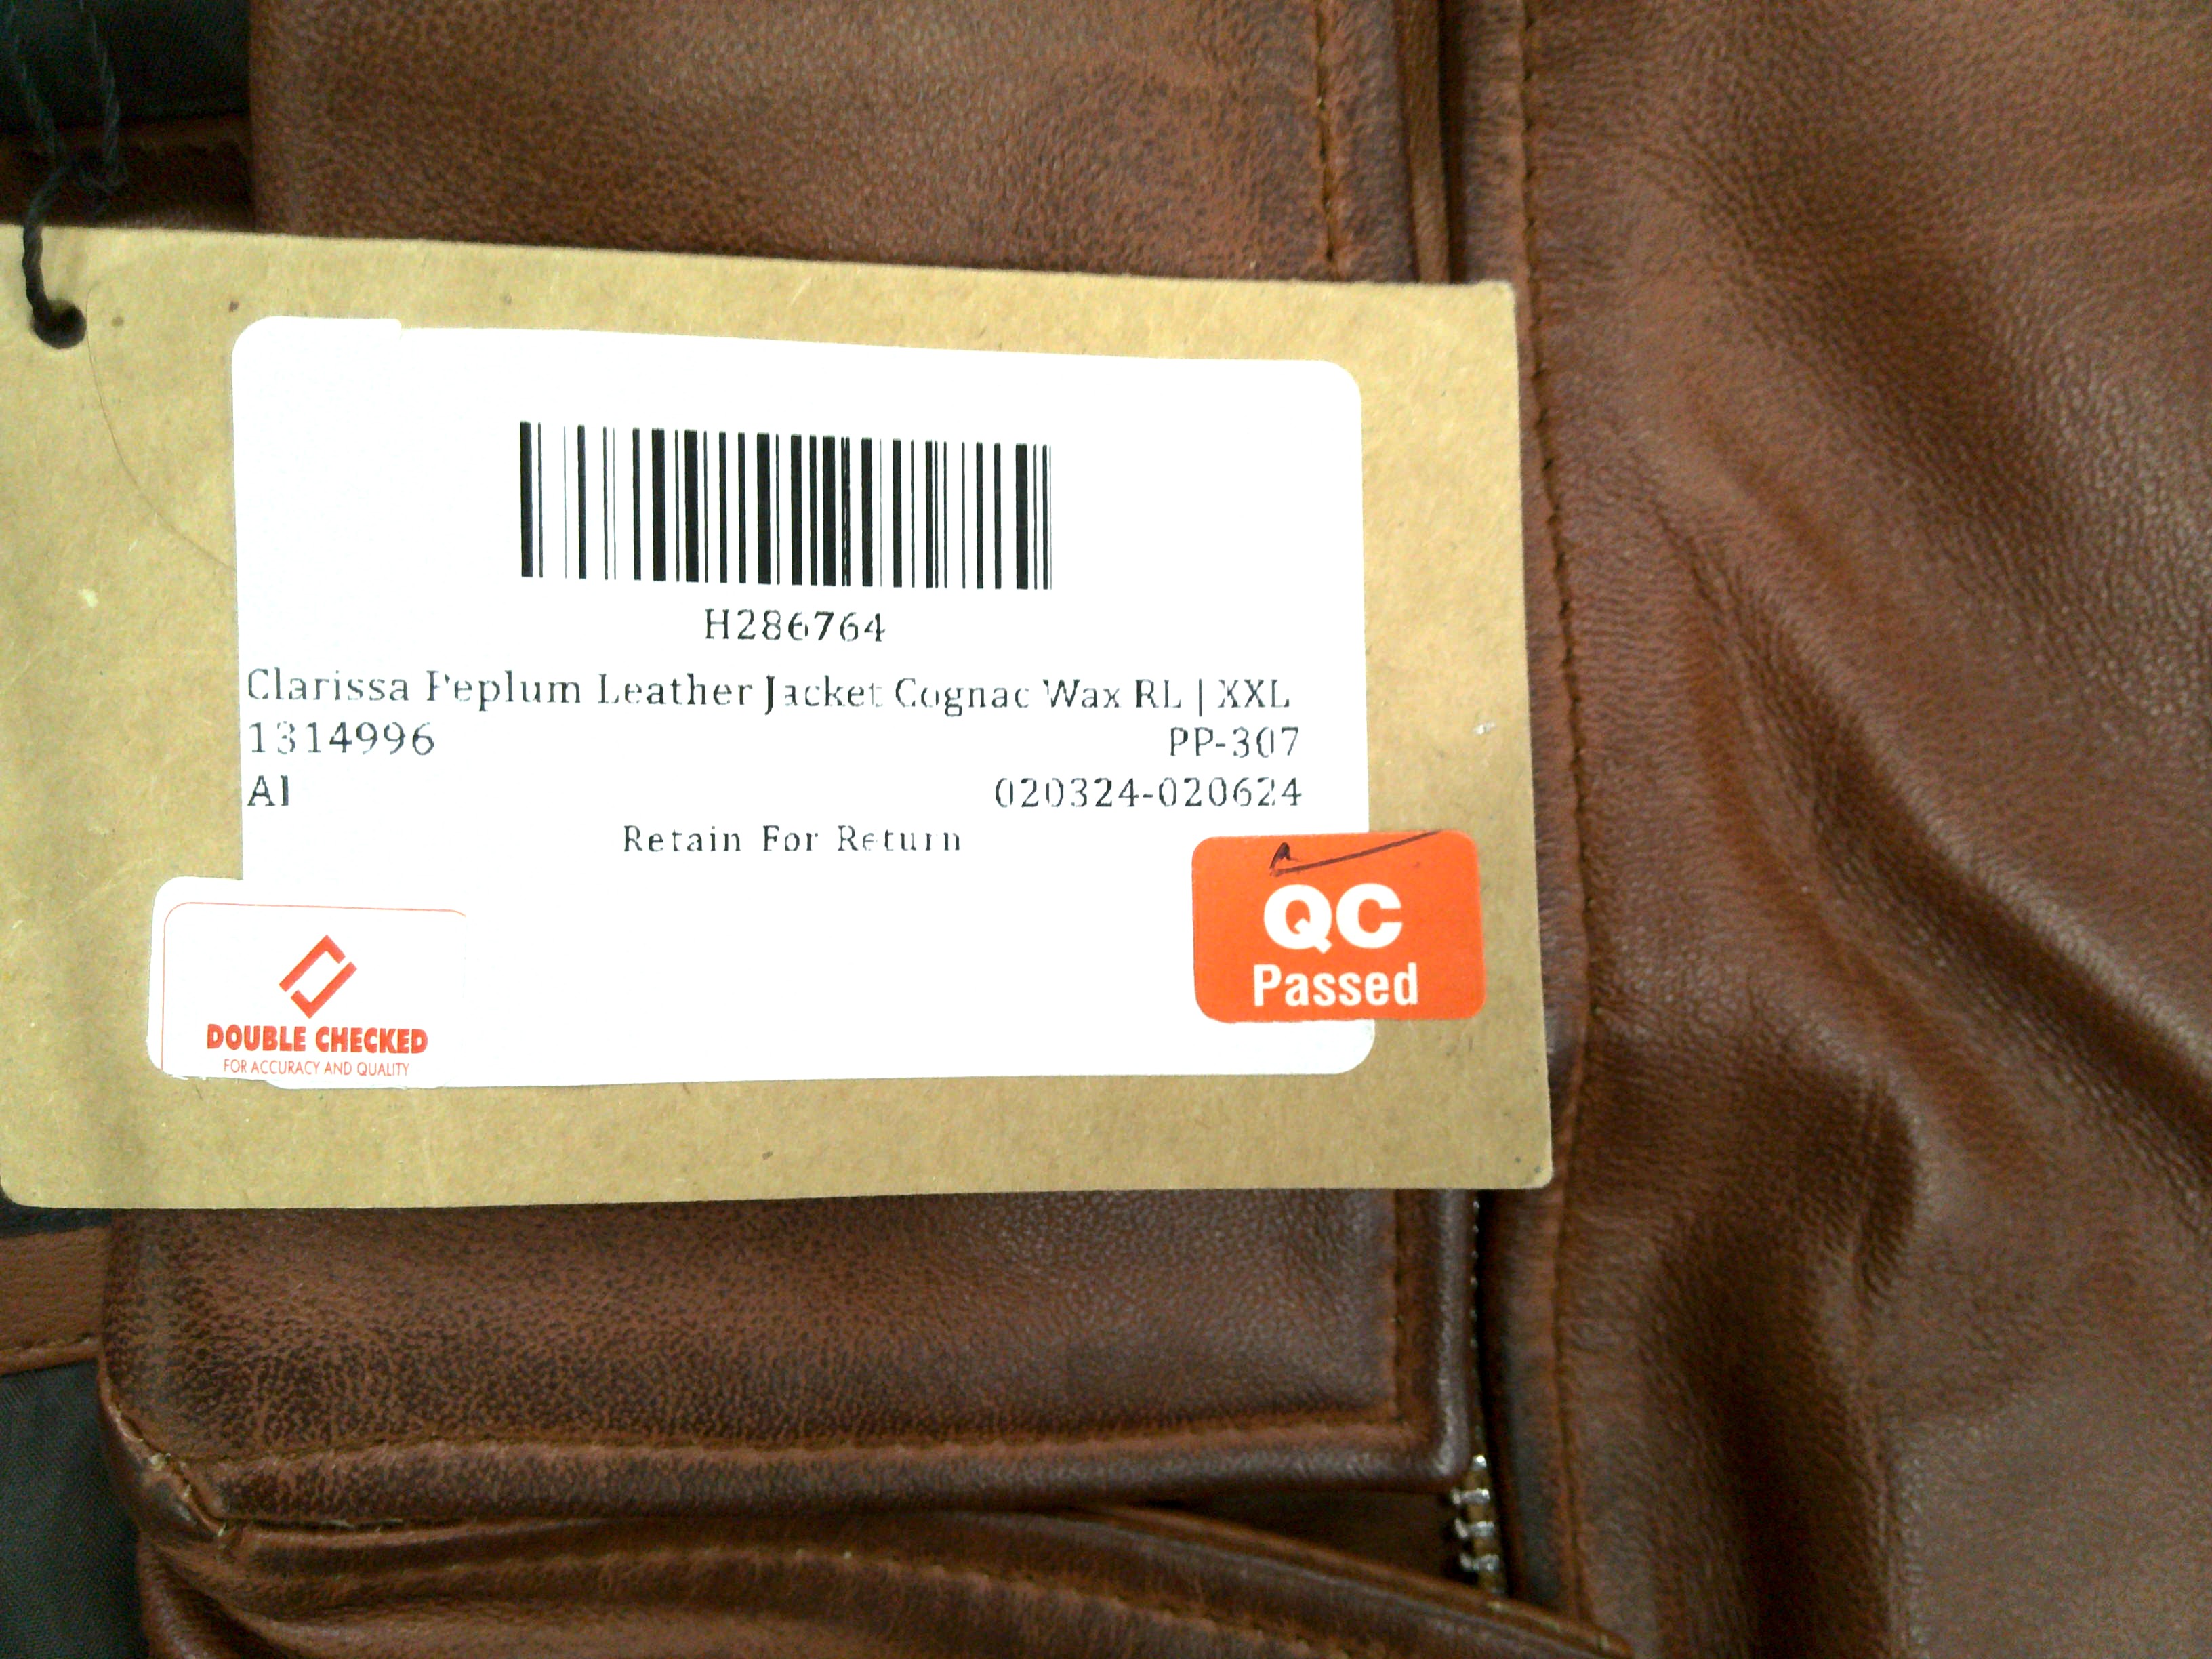 H286764
Clarissa Peplum Leather Jacket Cognac Wax RL | XXL
1314996 PP-307
AI 020324-020624
Retain For Return
QC
Passed
DOUBLE CHECKED
FOR ACCURACY AND QUALITY